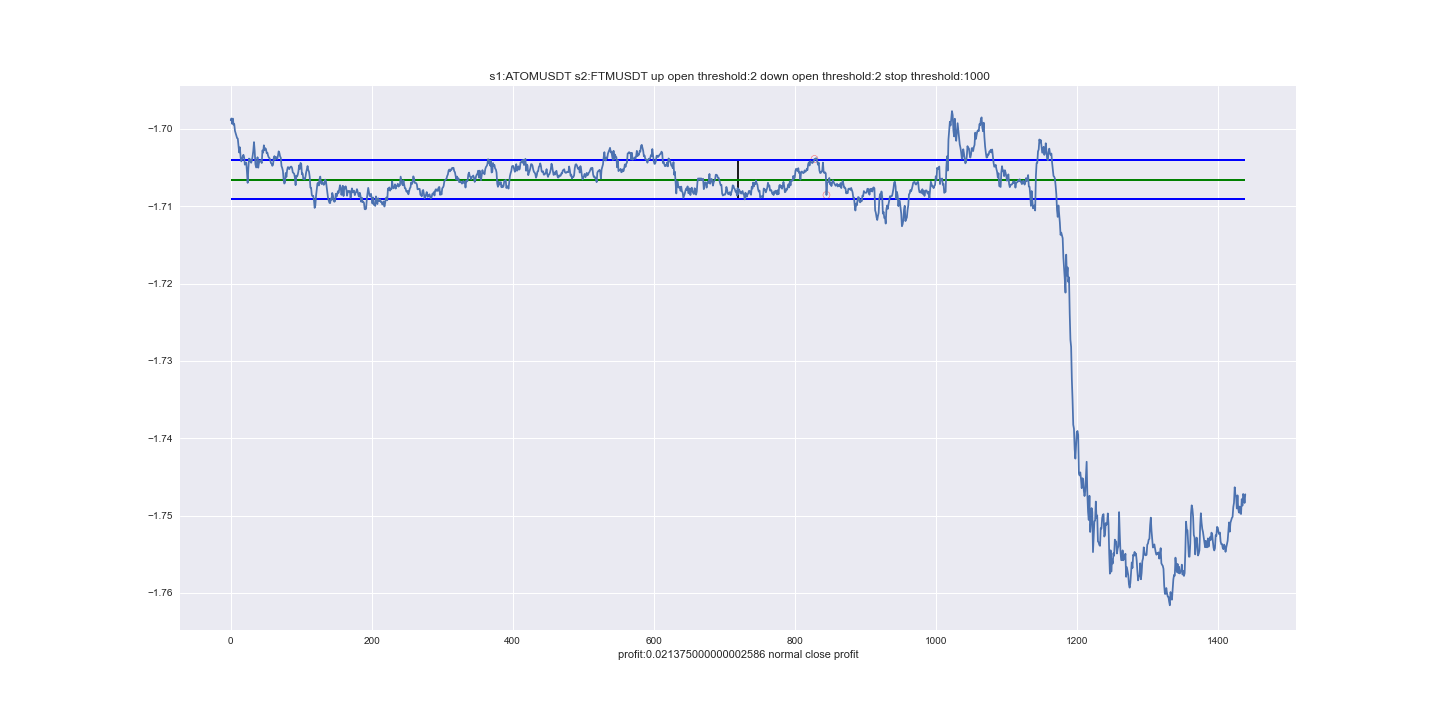 s1:ATOMUSDT s2:FTMUSDT up open threshold:2 down open threshold:2 stop threshold:1000
−1.70
−1.71
−1.72
−1.73
−1.74
−1.75
−1.76
0 200 400 600 800 1000 1200 1400
profit:0.021375000000002586 normal close profit